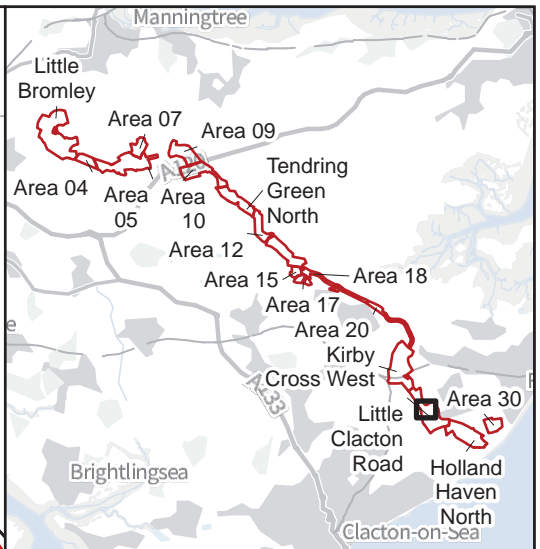 Manningtree
Little
Bromley
Area 07
Area 09
A120
Tendring
Green
North
Area 04
Area
05
Area
10
Area 12
Area 15
Area 18
Area 17
Area 20
Kirby
Cross West
A133
Area 30
Little
Clacton
Road
Holland
Haven
North
Brightlingsea
Clacton-on-Sea